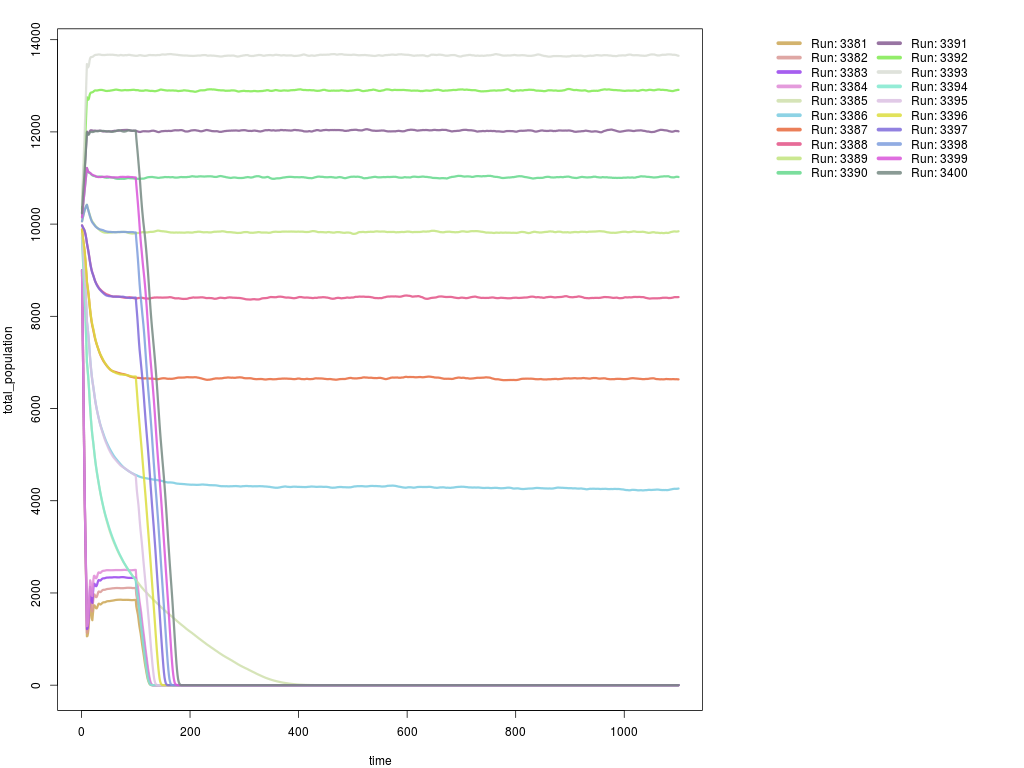 14000
12000
10000
8000
6000
4000
2000
0
total_population
0 200 400 600 800 1000
time
Run: 3381 Run: 3391
Run: 3382 Run: 3392
Run: 3383 Run: 3393
Run: 3384 Run: 3394
Run: 3385 Run: 3395
Run: 3386 Run: 3396
Run: 3387 Run: 3397
Run: 3388 Run: 3398
Run: 3389 Run: 3399
Run: 3390 Run: 3400